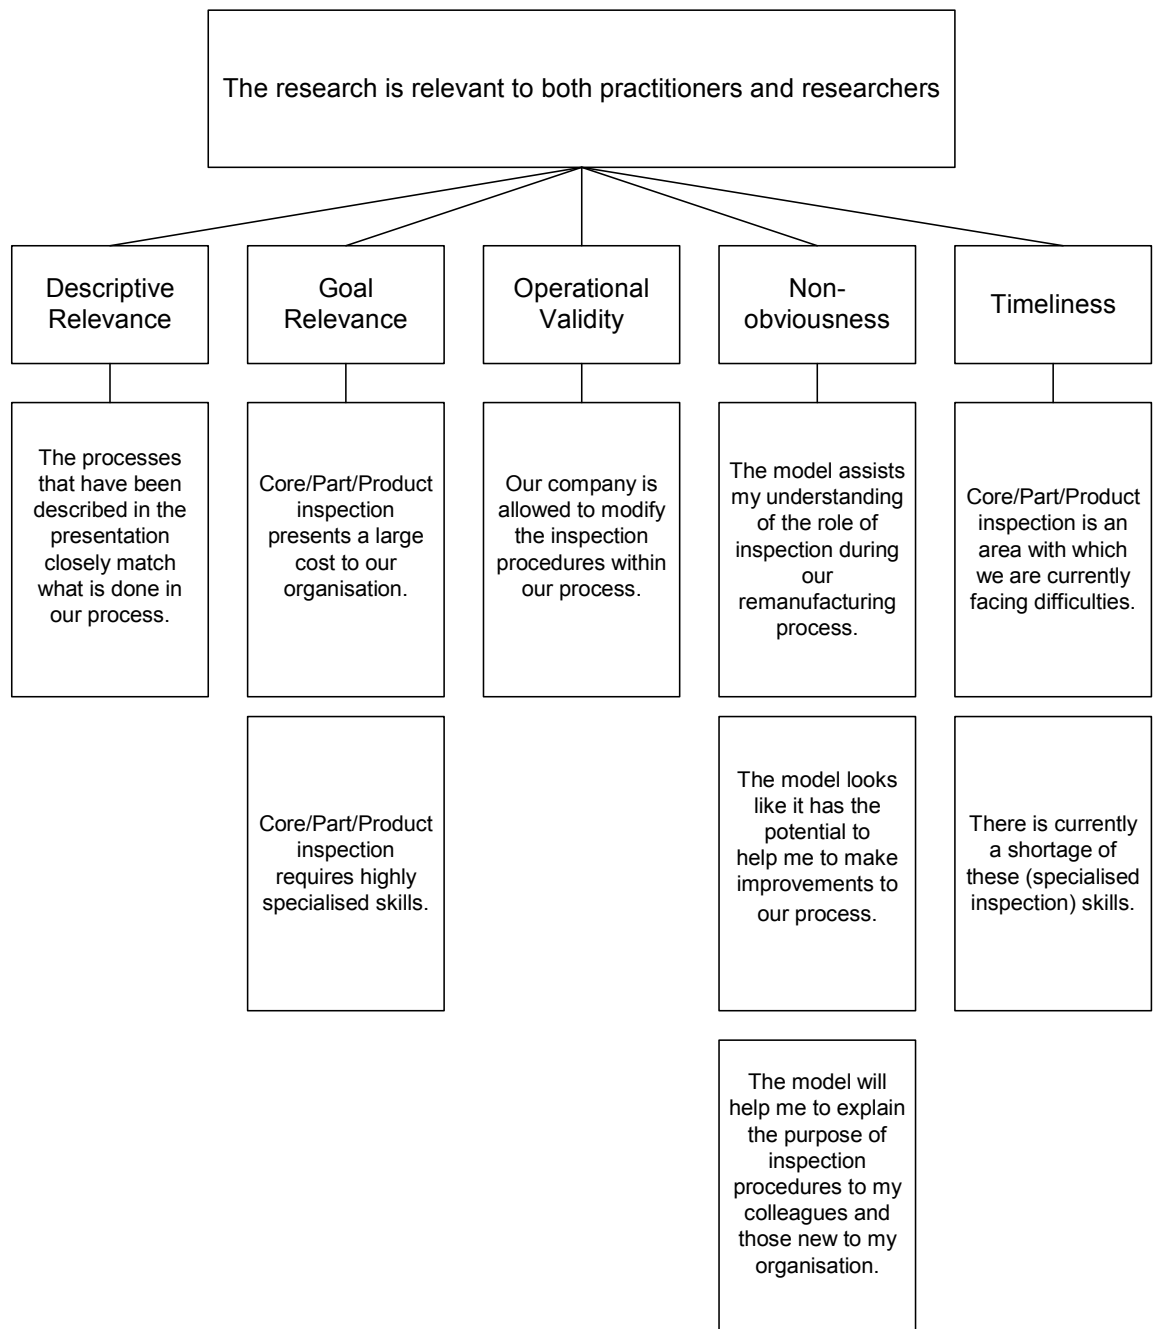 The research is relevant to both practitioners and researchers
Descriptive
Relevance
Goal
Relevance
Operational
Validity
Non-
obviousness
Timeliness
The processes
that have been
described in the
presentation
closely match
what is done in
our process.
Core/Part/Product
inspection
presents a large
cost to our
organisation.
Our company is
allowed to modify
the inspection
procedures within
our process.
The model assists
my understanding
of the role of
inspection during
our
remanufacturing
process.
Core/Part/Product
inspection is an
area with which
we are currently
facing difficulties.
Core/Part/Product
inspection
requires highly
specialised skills.
The model looks
like it has the
potential to
help me to make
improvements to
our process.
There is currently
a shortage of
these (specialised
inspection) skills.
The model will
help me to explain
the purpose of
inspection
procedures to my
colleagues and
those new to my
organisation.